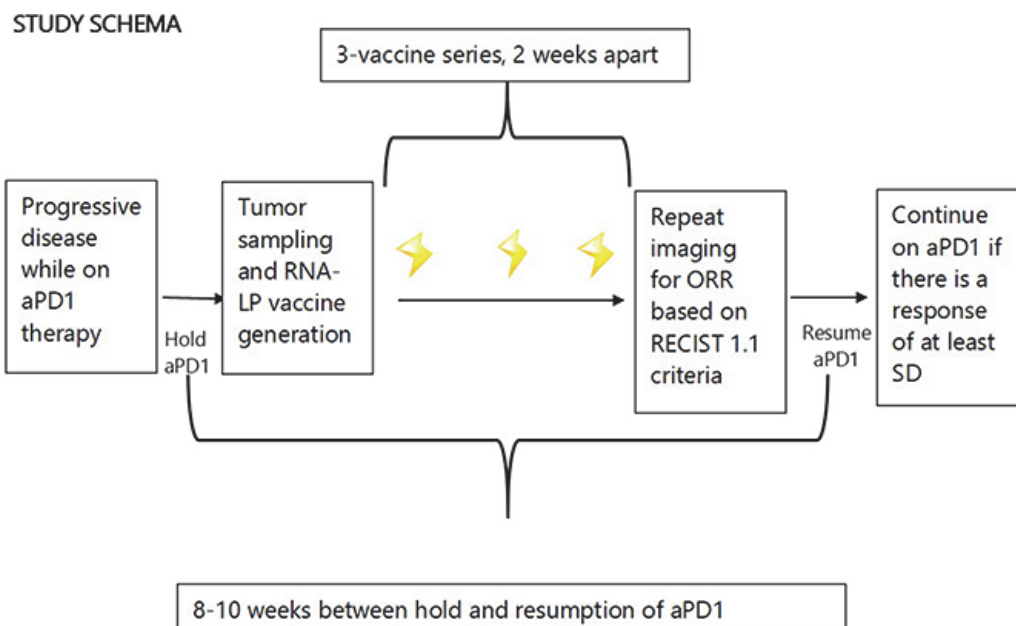 STUDY SCHEMA
3-vaccine series, 2 weeks apart
Progressive
disease
while on
aPD1
therapy
Hold
aPD1
Tumor
sampling
and RNA-
LP vaccine
generation
Repeat
imaging
for ORR
based on
RECIST 1.1
criteria
Resume
aPD1
Continue
on aPD1 if
there is a
response
of at least
SD
8-10 weeks between hold and resumption of aPD1